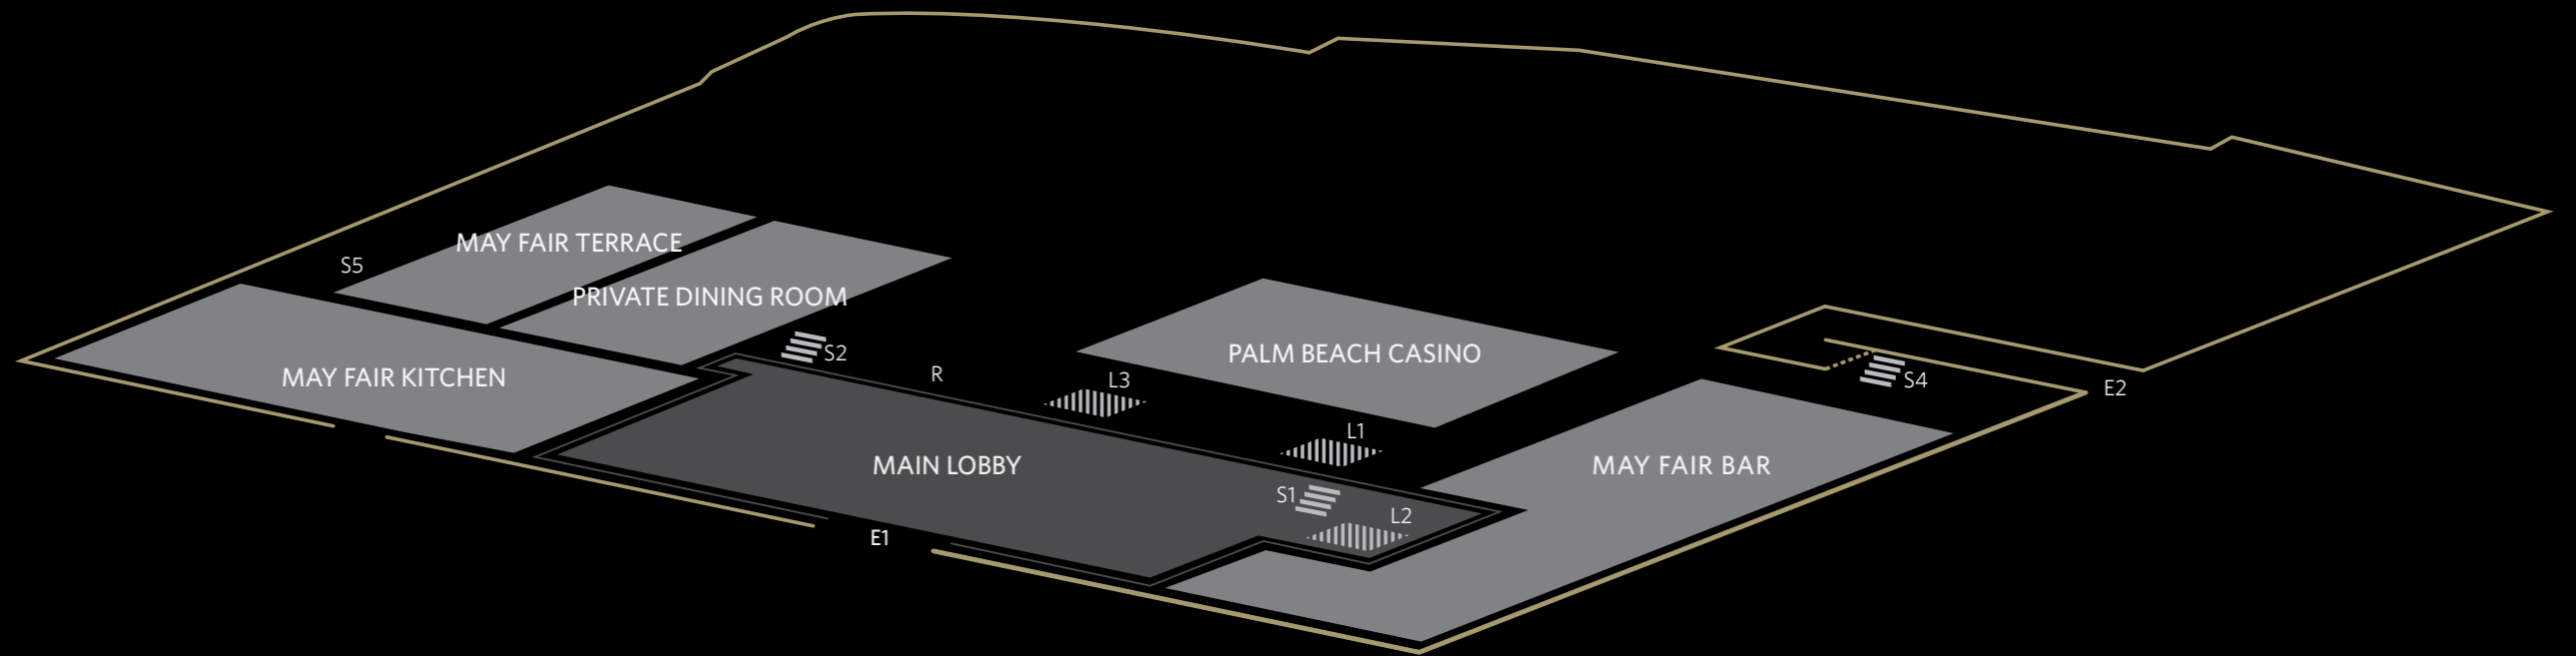 MAY FAIR TERRACE
S5
PRIVATE DINING ROOM
S2
MAY FAIR KITCHEN
R
L3
PALM BEACH CASINO
S4
E2
L1
MAIN LOBBY
MAY FAIR BAR
S1
L2
E1